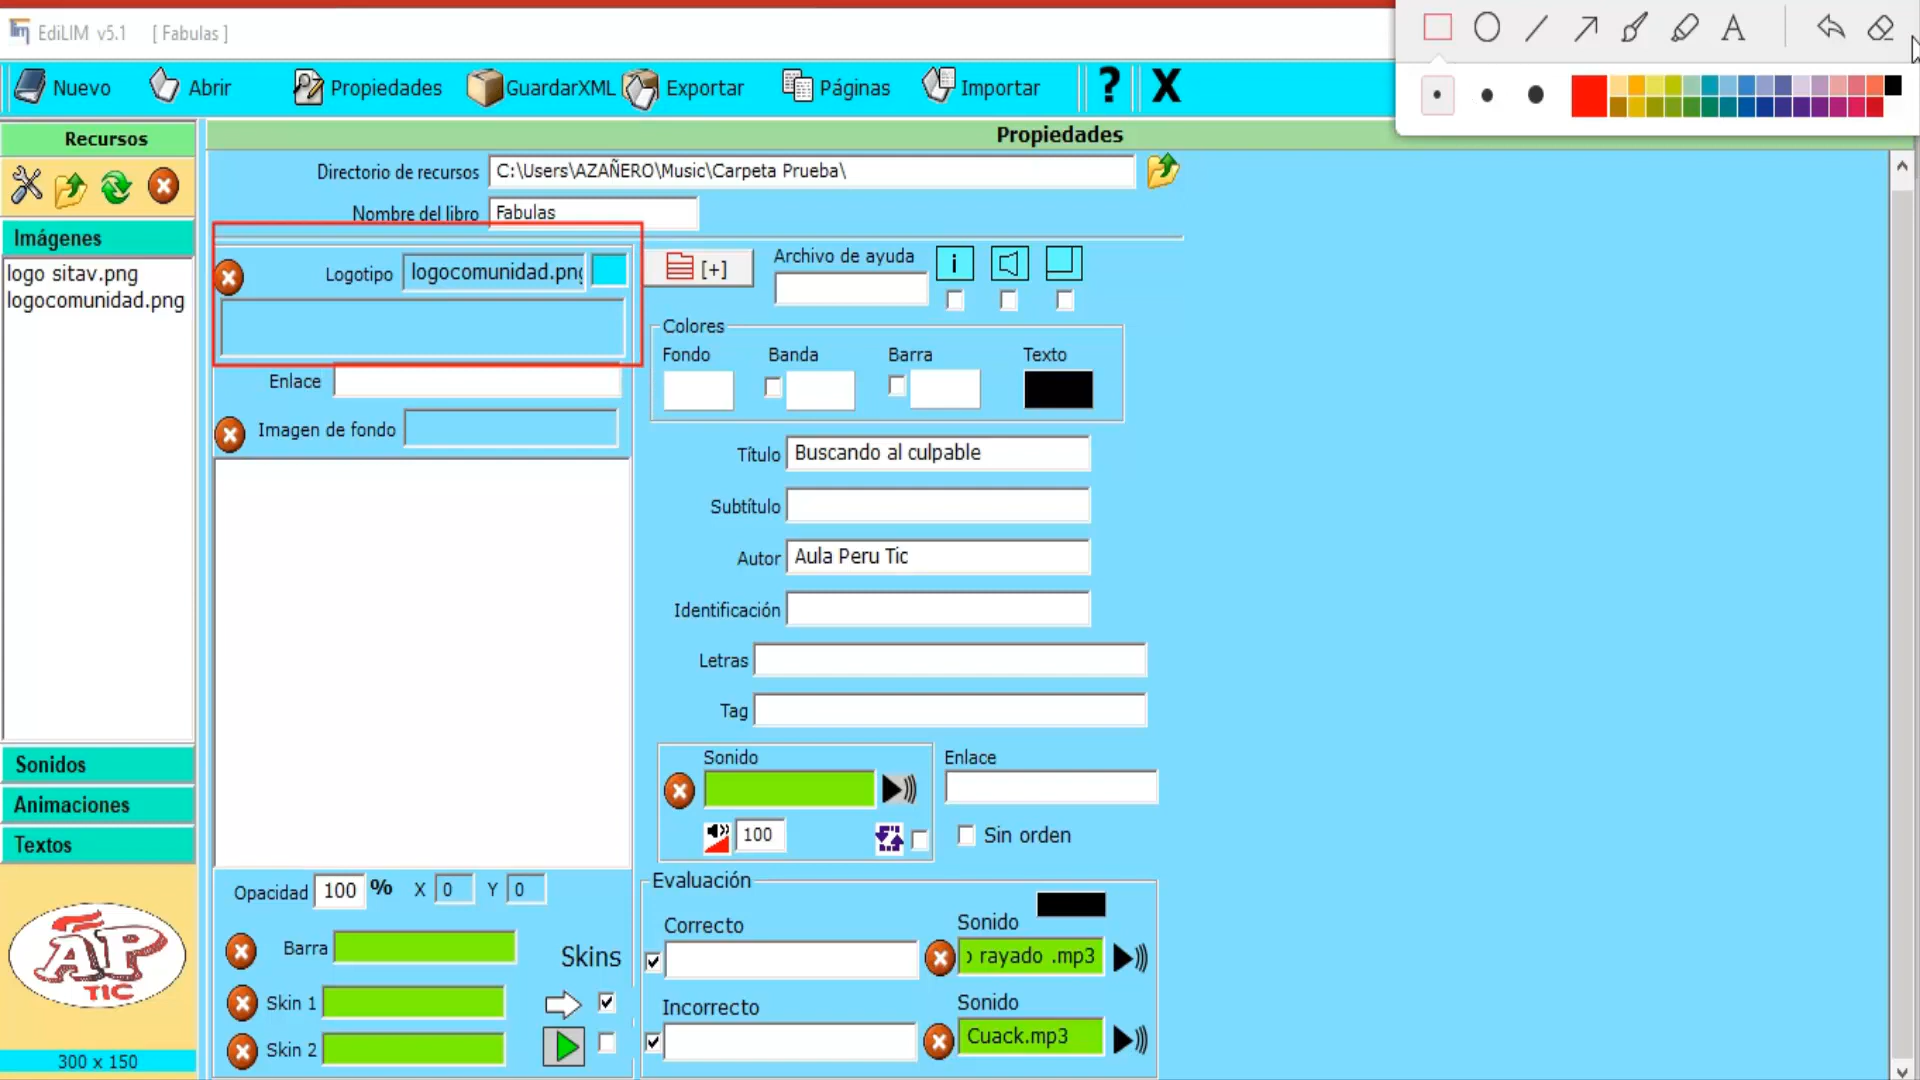 EdiLIM v5.1 [ Fabulas ]
Nuevo Abrir Propiedades GuardarXML Exportar Páginas Importar ? X
A
Recursos
Propiedades
Directorio de recursos C:\Users\AZAÑERO\Music\Carpeta Prueba\
Nombre del libro Fabulas
Imágenes
logo sitav.png
logocomunidad.png
Logotipo logocomunidad.png
[+]
Archivo de ayuda
i
Enlace
Imagen de fondo
Colores
Fondo Banda Barra Texto
Título Buscando al culpable
Subtítulo
Autor Aula Peru Tic
Identificación
Letras
Tag
Sonidos
Animaciones
Textos
AP
TIC
300 x 150
Opacidad 100 % X 0 Y 0
Barra
Skins
Skin 1
Skin 2
Sonido
100
Enlace
Sin orden
Evaluación
Correcto
Sonido
o rayado .mp3
Incorrecto
Sonido
Cuack.mp3